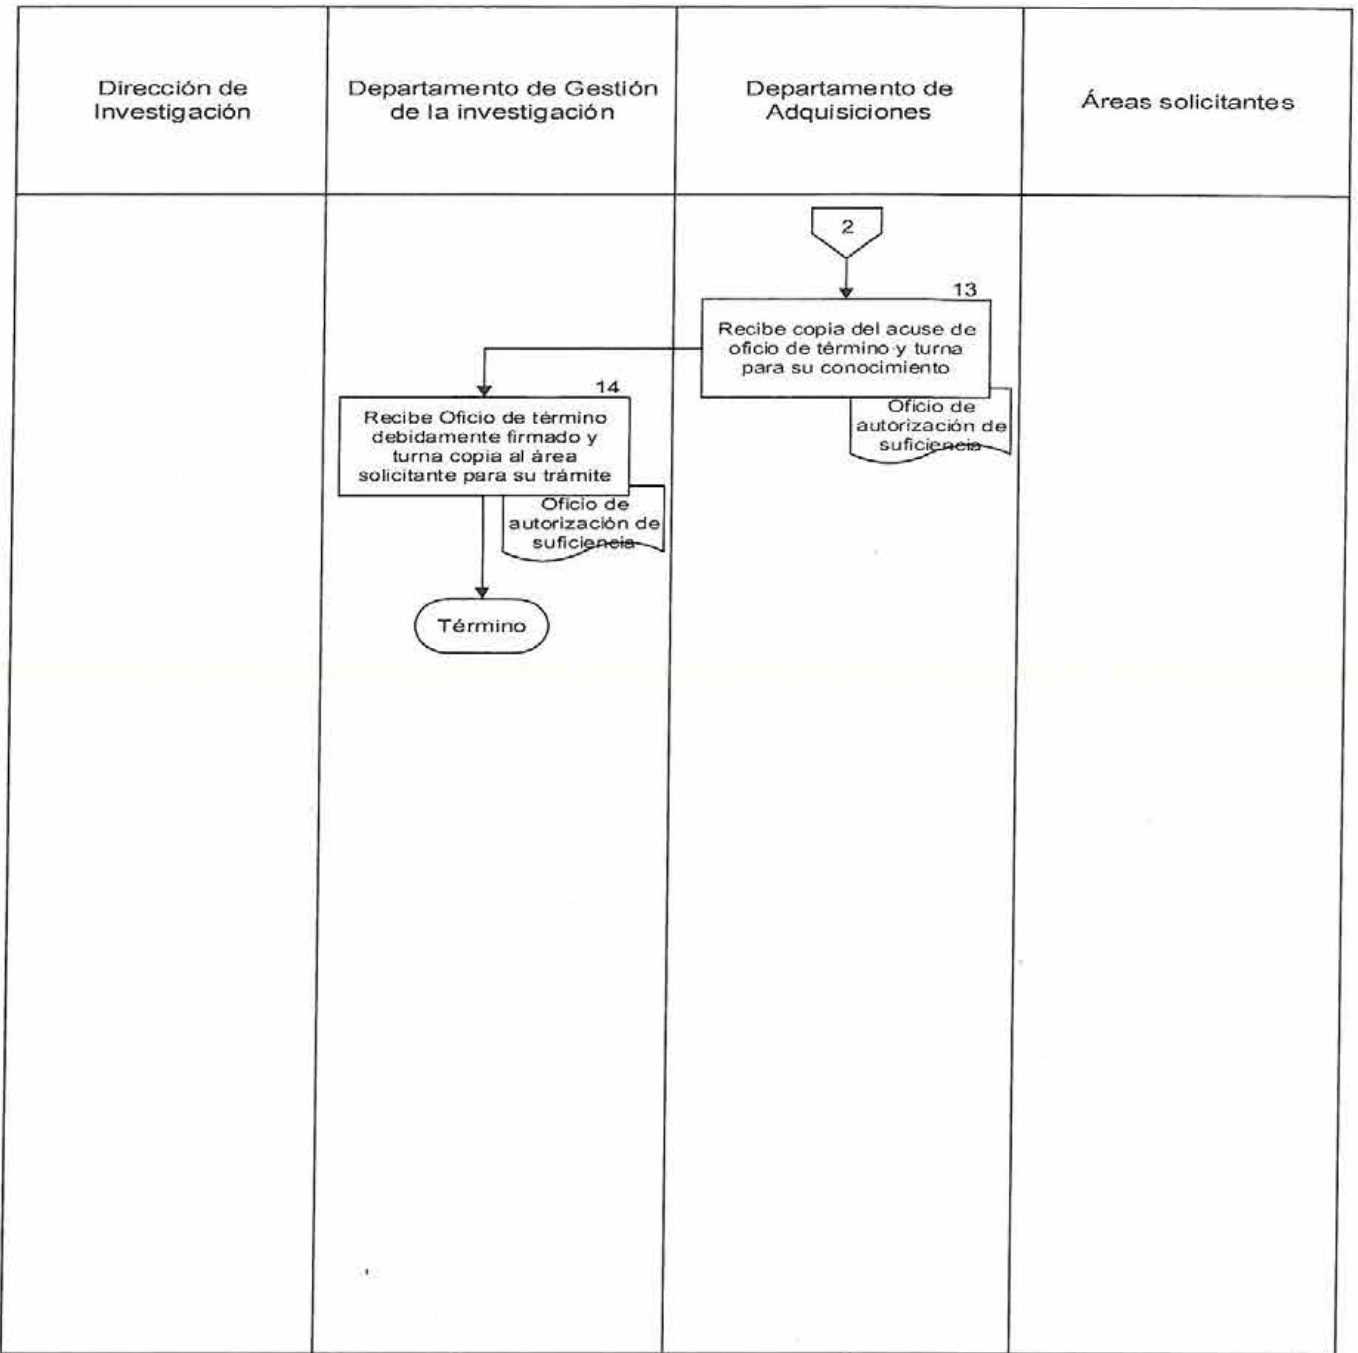 Dirección de
Investigación
Departamento de Gestión
de la investigación
Departamento de
Adquisiciones
Áreas solicitantes
2
13
Recibe copia del acuse de
oficio de término y turna
para su conocimiento
Oficio de
autorización de
suficiencia
14
Recibe Oficio de término
debidamente firmado y
turna copia al área
solicitante para su trámite
Oficio de
autorización de
suficiencia
Término